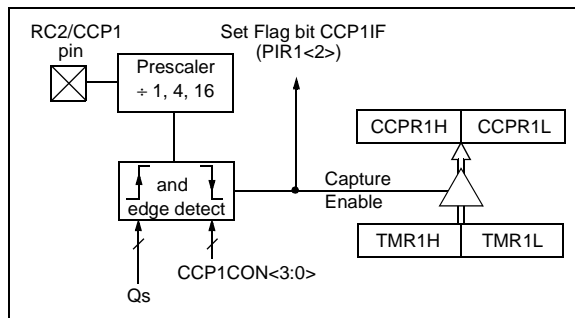 RC2/CCP1
pin
Prescaler
÷ 1, 4, 16
Set Flag bit CCP1IF
(PIR1<2>)
CCPR1H
CCPR1L
and
edge detect
Capture
Enable
TMR1H
TMR1L
CCP1CON<3:0>
Qs